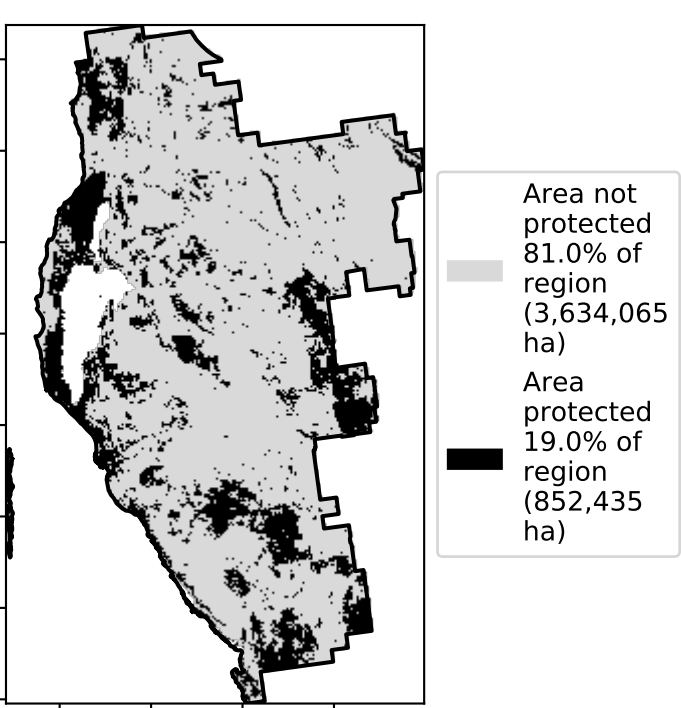 Area not
protected
81.0% of
region
(3,634,065
ha)
Area
protected
19.0% of
region
(852,435
ha)